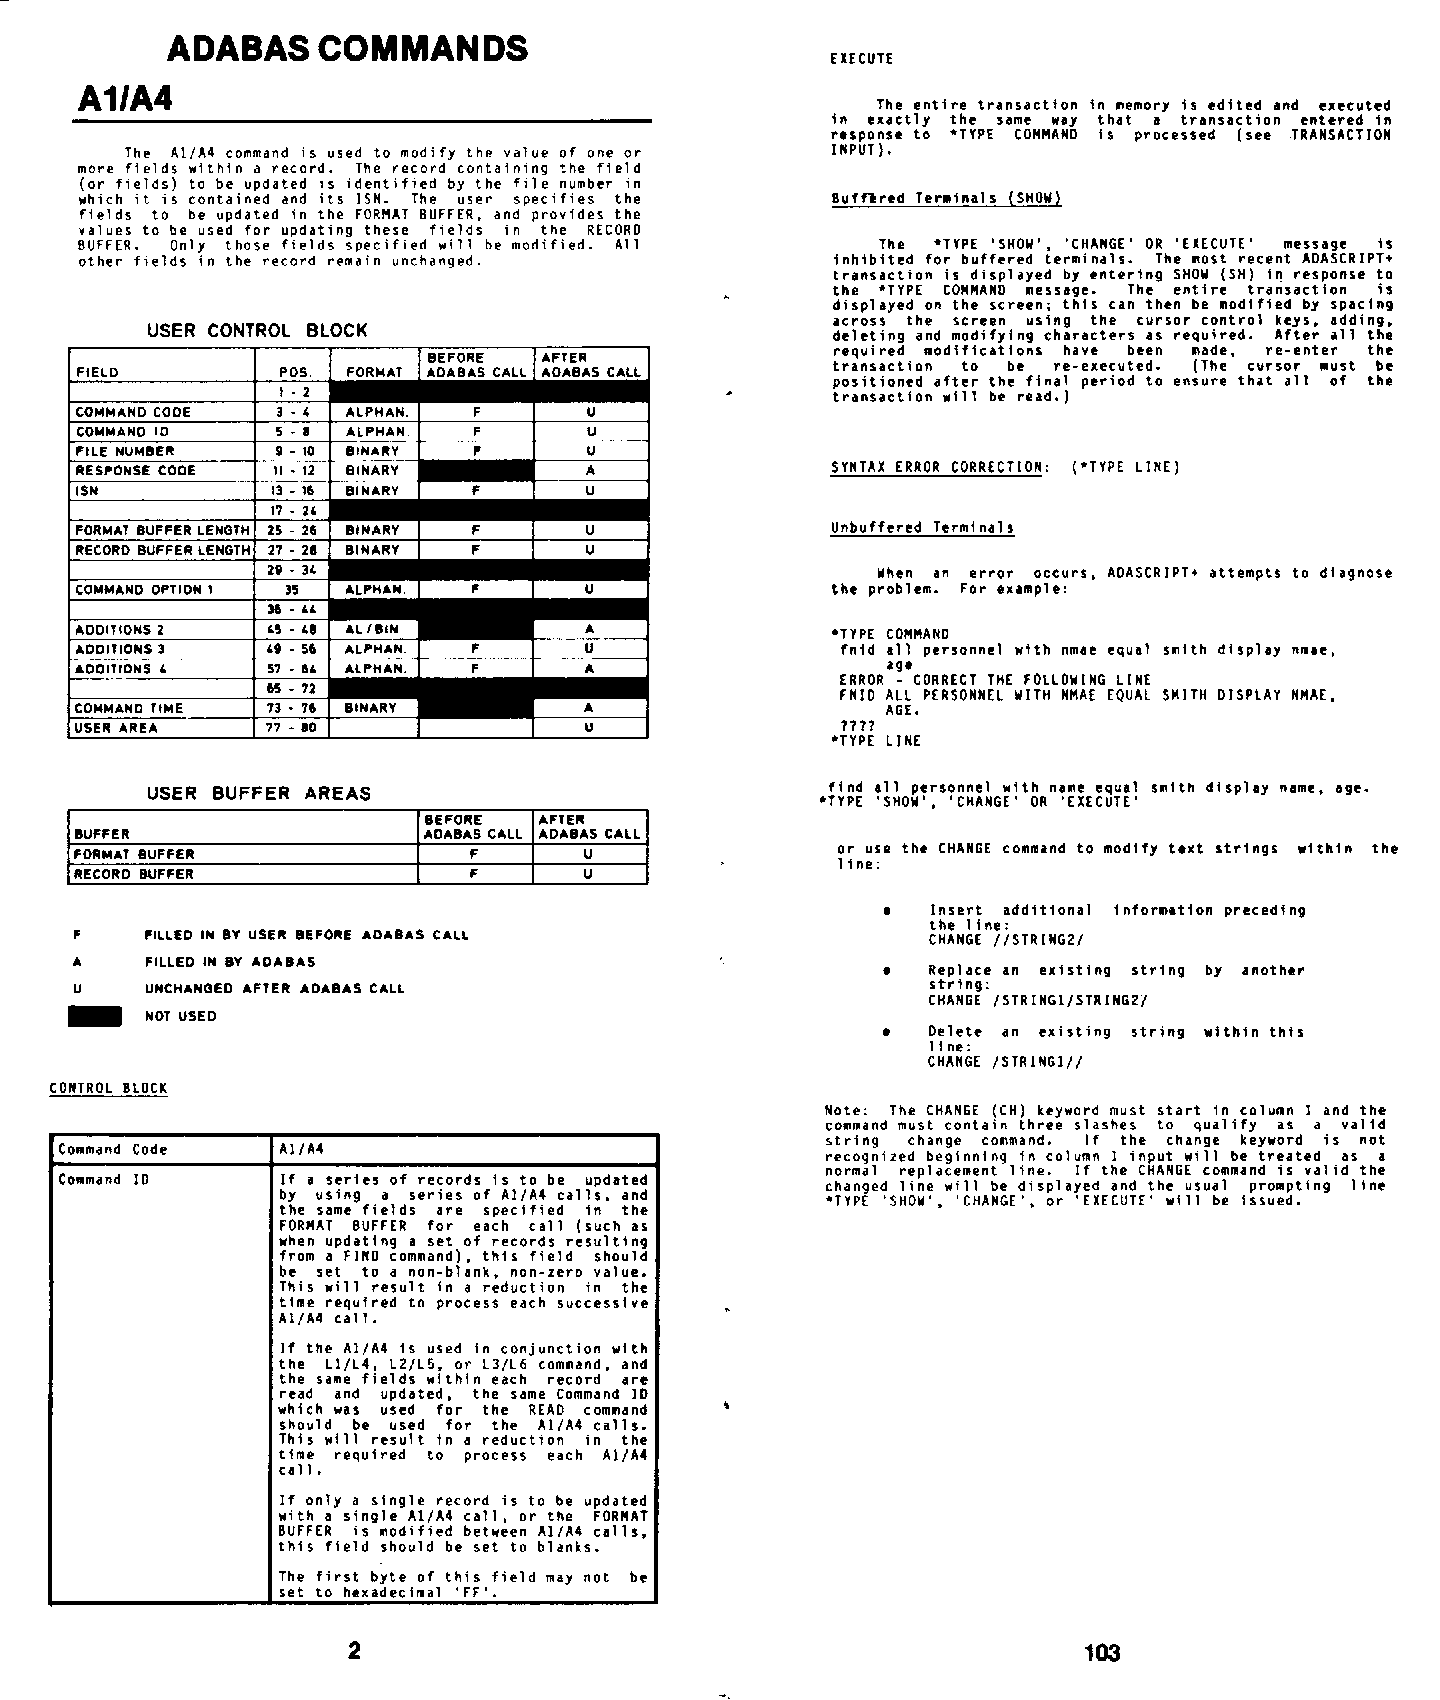 ADABAS COMMANDS
A1/A4
The A1/A4 command is used to modify the value of one or
more fields within a record. The record containing the field
(or fields) to be updated is identified by the file number in
which it is contained and its ISN. The user specifies the
fields to be updated in the FORMAT BUFFER, and provides the
values to be used for updating these fields in the RECORD
BUFFER. Only those fields specified will be modified. All
other fields in the record remain unchanged.
USER CONTROL BLOCK
FIELD POS. FORMAT BEFORE ADABAS CALL AFTER ADABAS CALL
1 - 2
COMMAND CODE 3 - 4 ALPHAN. F U
COMMAND ID 5 - 8 ALPHAN. F U
FILE NUMBER 9 - 10 BINARY F U
RESPONSE CODE 11 - 12 BINARY A
ISN 13 - 16 BINARY F U
17 - 24
FORMAT BUFFER LENGTH 25 - 26 BINARY F U
RECORD BUFFER LENGTH 27 - 28 BINARY F U
29 - 34
COMMAND OPTION 1 35 ALPHAN. F U
36 - 44
ADDITIONS 2 45 - 48 AL/BIN A
ADDITIONS 3 49 - 56 ALPHAN. F U
ADDITIONS 4 57 - 64 ALPHAN. F A
65 - 72
COMMAND TIME 73 - 76 BINARY A
USER AREA 77 - 80 U
USER BUFFER AREAS
BUFFER BEFORE ADABAS CALL AFTER ADABAS CALL
FORMAT BUFFER F U
RECORD BUFFER F U
F FILLED IN BY USER BEFORE ADABAS CALL
A FILLED IN BY ADABAS
U UNCHANGED AFTER ADABAS CALL
NOT USED
CONTROL BLOCK
Command Code A1/A4
Command ID If a series of records is to be updated
by using a series of A1/A4 calls, and
the same fields are specified in the
FORMAT BUFFER for each call (such as
when updating a set of records resulting
from a FIND command), this field should
be set to a non-blank, non-zero value.
This will result in a reduction in the
time required to process each successive
A1/A4 call.
If the A1/A4 is used in conjunction with
the L1/L4, L2/L5, or L3/L6 command, and
the same fields within each record are
read and updated, the same Command ID
which was used for the READ command
should be used for the A1/A4 calls.
This will result in a reduction in the
time required to process each A1/A4
call.
If only a single record is to be updated
with a single A1/A4 call, or the FORMAT
BUFFER is modified between A1/A4 calls,
this field should be set to blanks.
The first byte of this field may not be
set to hexadecimal 'FF'.
2
EXECUTE
The entire transaction in memory is edited and executed
in exactly the same way that a transaction entered in
response to *TYPE COMMAND is processed (see TRANSACTION
INPUT).
Buffered Terminals (SHOW)
The *TYPE 'SHOW', 'CHANGE' OR 'EXECUTE' message is
inhibited for buffered terminals. The most recent ADASCRIPT+
transaction is displayed by entering SHOW (SH) in response to
the *TYPE COMMAND message. The entire transaction is
displayed on the screen; this can then be modified by spacing
across the screen using the cursor control keys, adding,
deleting and modifying characters as required. After all the
required modifications have been made, re-enter the
transaction to be re-executed. (The cursor must be
positioned after the final period to ensure that all of the
transaction will be read.)
SYNTAX ERROR CORRECTION: (*TYPE LINE)
Unbuffered Terminals
When an error occurs, ADASCRIPT+ attempts to diagnose
the problem. For example:
*TYPE COMMAND
fnid all personnel with nmae equal smith display nmae,
age
ERROR - CORRECT THE FOLLOWING LINE
FNID ALL PERSONNEL WITH NMAE EQUAL SMITH DISPLAY NMAE,
AGE.
????
*TYPE LINE
find all personnel with name equal smith display name, age.
*TYPE 'SHOW', 'CHANGE' OR 'EXECUTE'
or use the CHANGE command to modify text strings within the
line:
• Insert additional information preceding
the line:
CHANGE //STRING2/
• Replace an existing string by another
string:
CHANGE /STRING1/STRING2/
• Delete an existing string within this
line:
CHANGE /STRING1//
Note: The CHANGE (CH) keyword must start in column 1 and the
command must contain three slashes to qualify as a valid
string change command. If the change keyword is not
recognized beginning in column 1 input will be treated as a
normal replacement line. If the CHANGE command is valid the
changed line will be displayed and the usual prompting line
*TYPE 'SHOW', 'CHANGE', or 'EXECUTE' will be issued.
103